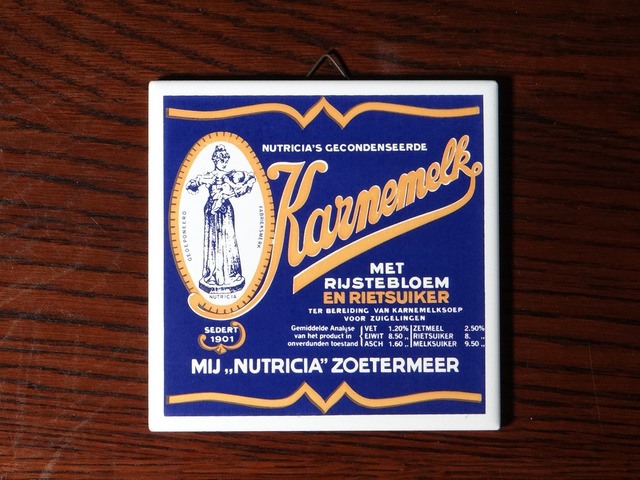 NUTRICIA'S GECONDENSEERDE
Karnemelk
GEDEPONEERD
FABRIEKSMERK
NUTRICIA
MET
RIJSTEBLOEM
EN RIETSUIKER
TER BEREIDING VAN KARNEMELKSOEP
VOOR ZUIGELINGEN
SEDERT
1901
Gemiddelde Analyse VET 1.20% ZETMEEL 2.50%
van het product in EIWIT 8.50 „ RIETSUIKER 8. „
onverdunden toestand ASCH 1.60 „ MELKSUIKER 9.50 „
MIJ „NUTRICIA” ZOETERMEER